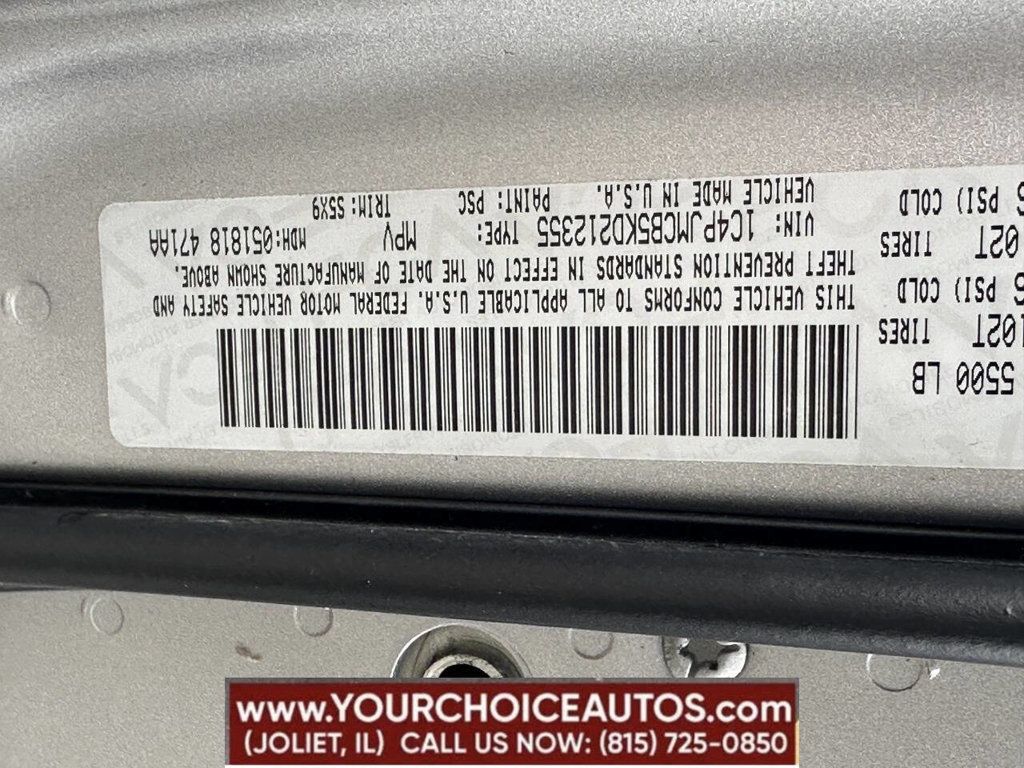 5500 LB
102T TIRES
PSI) COLD
102T TIRES
PSI) COLD
THIS VEHICLE CONFORMS TO ALL APPLICABLE U.S.A. FEDERAL MOTOR VEHICLE SAFETY AND
THEFT PREVENTION STANDARDS IN EFFECT ON THE DATE OF MANUFACTURE SHOWN ABOVE.
VIN: 1C4PJMCB5KD212355 TYPE: MPV MDH:051818 471AA
VEHICLE MADE IN U.S.A. PAINT: PSC TRIM: S5X9
www.YOURCHOICEAUTOS.com
(JOLIET, IL) CALL US NOW: (815) 725-0850